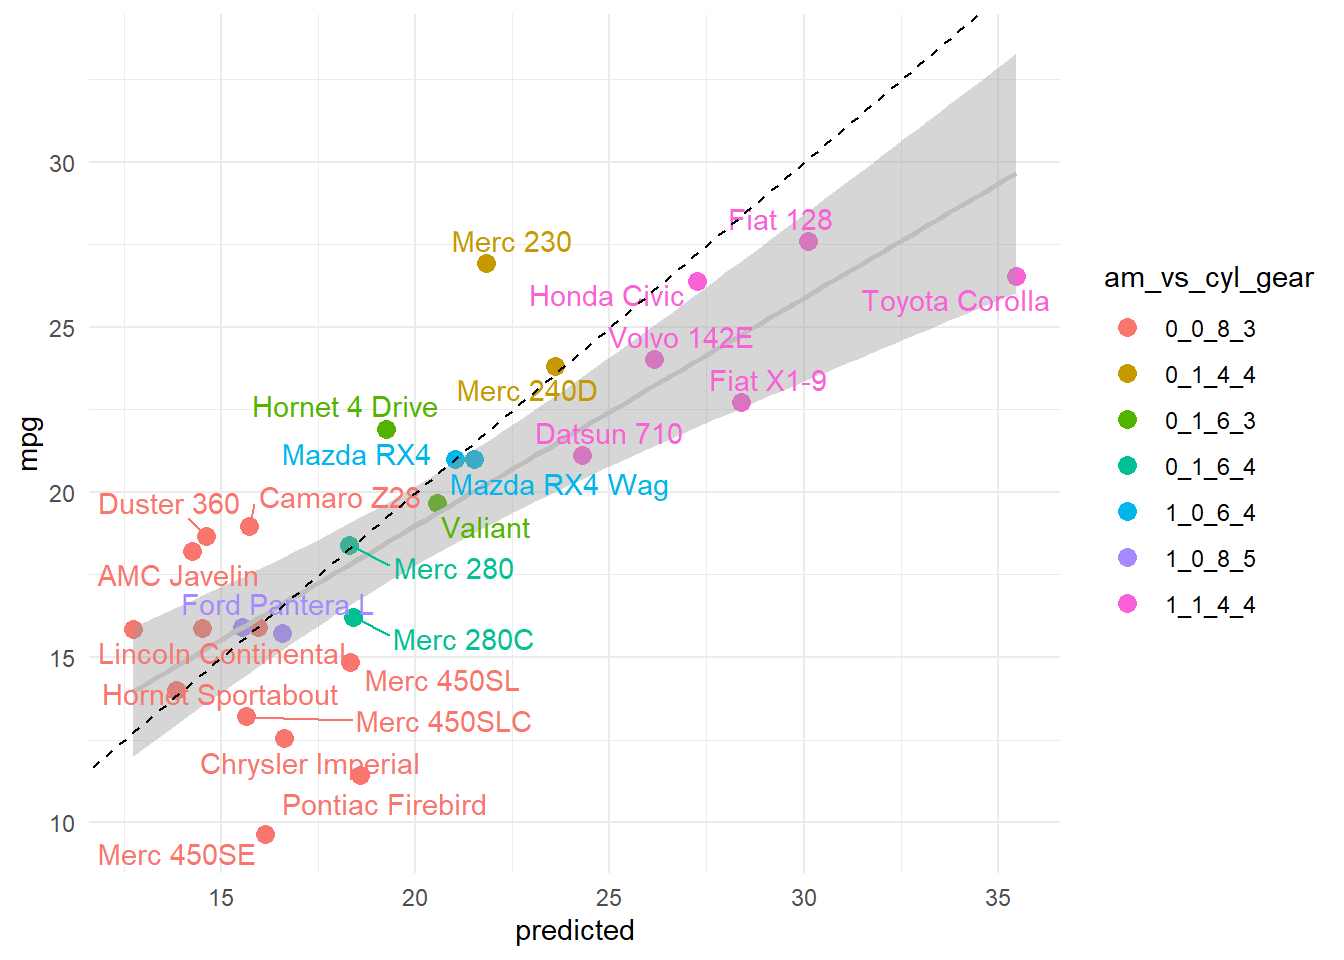 Fiat 128
Merc 230
Honda Civic
Toyota Corolla
Volvo 142E
Fiat X1-9
Merc 240D
Hornet 4 Drive
Datsun 710
Mazda RX4
Mazda RX4 Wag
Duster 360
Camaro Z28
Valiant
AMC Javelin
Merc 280
Ford Pantera L
Merc 280C
Lincoln Continental
Merc 450SL
Hornet Sportabout
Merc 450SLC
Chrysler Imperial
Pontiac Firebird
Merc 450SE
30
25
20
15
10
mpg
15
20
25
30
35
predicted
am_vs_cyl_gear
0_0_8_3
0_1_4_4
0_1_6_3
0_1_6_4
1_0_6_4
1_0_8_5
1_1_4_4